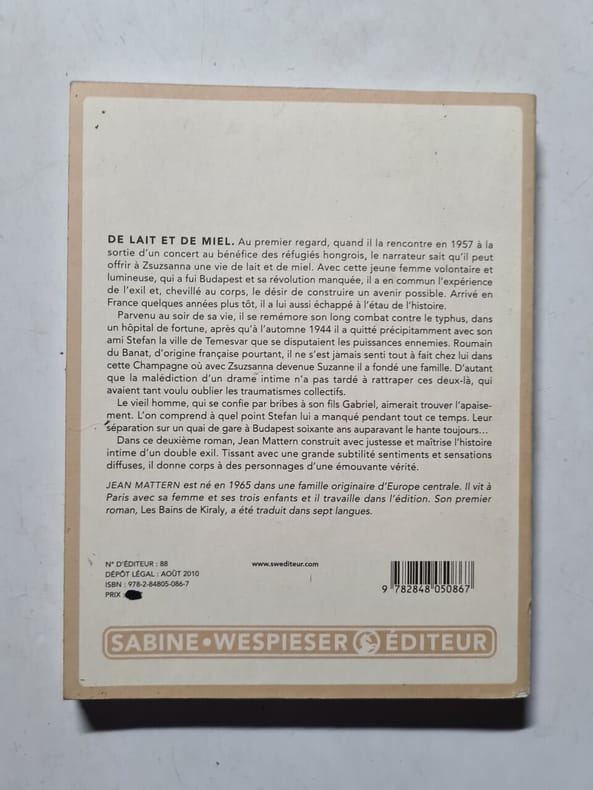 DE LAIT ET DE MIEL. Au premier regard, quand il la rencontre en 1957 à la
sortie d'un concert au bénéfice des réfugiés hongrois, le narrateur sait qu'il peut
offrir à Zsuzsanna une vie de lait et de miel. Avec cette jeune femme volontaire et
lumineuse, qui a fui Budapest et sa révolution manquée, il a en commun l'expérience
de l'exil et, chevillé au corps, le désir de construire un avenir possible. Arrivé en
France quelques années plus tôt, il a lui aussi échappé à l'étau de l'histoire.
Parvenu au soir de sa vie, il se remémore son long combat contre le typhus, dans
un hôpital de fortune, après qu'à l'automne 1944 il a quitté précipitamment avec son
ami Stefan la ville de Temesvar que se disputaient les puissances ennemies. Roumain
du Banat, d'origine française pourtant, il ne s'est jamais senti tout à fait chez lui dans
cette Champagne où avec Zsuzsanna devenue Suzanne il a fondé une famille. D'autant
que la malédiction d'un drame intime n'a pas tardé à rattraper ces deux-là, qui
avaient tant voulu oublier les traumatismes collectifs.
Le vieil homme, qui se confie par bribes à son fils Gabriel, aimerait trouver l'apaise-
ment. L'on comprend à quel point Stefan lui a manqué pendant tout ce temps. Leur
séparation sur un quai de gare à Budapest soixante ans auparavant le hante toujours...
Dans ce deuxième roman, Jean Mattern construit avec justesse et maîtrise l'histoire
intime d'un double exil. Tissant avec une grande subtilité sentiments et sensations
diffuses, il donne corps à des personnages d'une émouvante vérité.
JEAN MATTERN est né en 1965 dans une famille originaire d'Europe centrale. Il vit à
Paris avec sa femme et ses trois enfants et il travaille dans l'édition. Son premier
roman, Les Bains de Kiraly, a été traduit dans sept langues.
N° D'ÉDITEUR : 88
DÉPÔT LÉGAL : AOÛT 2010
ISBN : 978-2-84805-086-7
PRIX :
www.swediteur.com
9 782848 050867
SABINE•WESPIESER ÉDITEUR